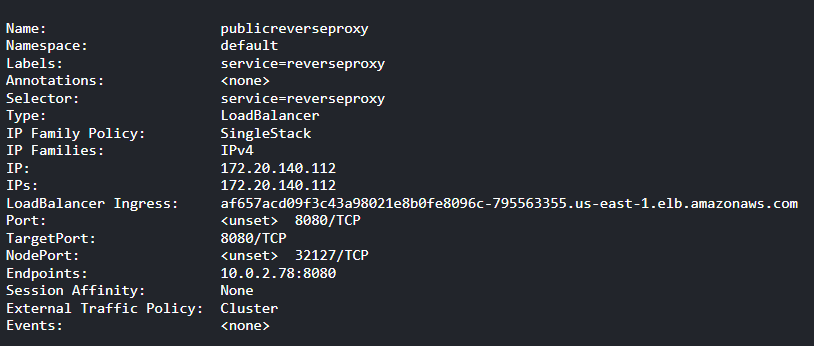 Name: publicreverseproxy
Namespace: default
Labels: service=reverseproxy
Annotations: <none>
Selector: service=reverseproxy
Type: LoadBalancer
IP Family Policy: SingleStack
IP Families: IPv4
IP: 172.20.140.112
IPs: 172.20.140.112
LoadBalancer Ingress: af657acd09f3c43a98021e8b0fe8096c-795563355.us-east-1.elb.amazonaws.com
Port: <unset> 8080/TCP
TargetPort: 8080/TCP
NodePort: <unset> 32127/TCP
Endpoints: 10.0.2.78:8080
Session Affinity: None
External Traffic Policy: Cluster
Events: <none>